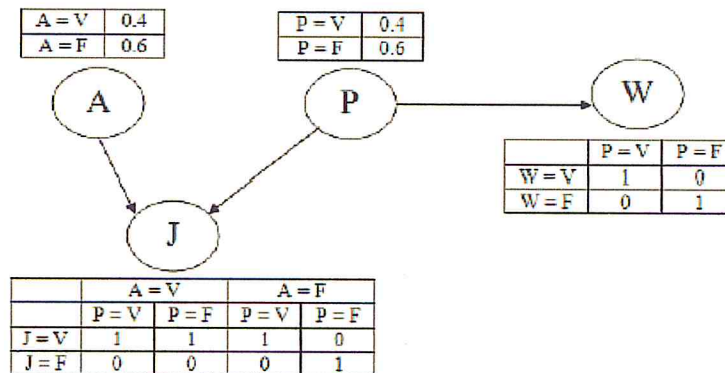 A = V 0.4
A = F 0.6
P = V 0.4
P = F 0.6
A
P
W
P = V P = F
W = V 1 0
W = F 0 1
J
A = V A = F
P = V P = F P = V P = F
J = V 1 1 1 0
J = F 0 0 0 1